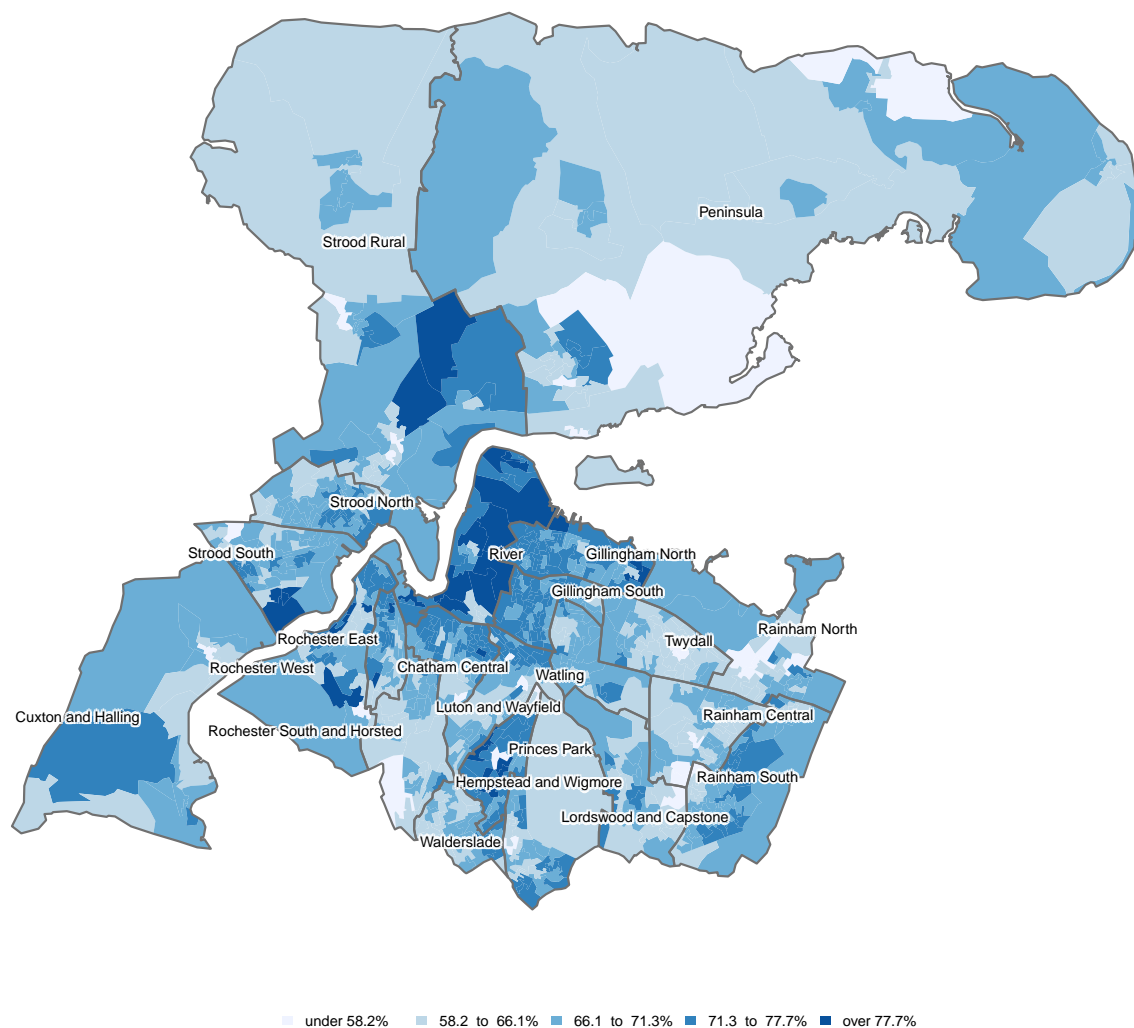 Peninsula
Strood Rural
Strood North
Strood South
River
Gillingham North
Gillingham South
Rainham North
Rochester East
Twydall
Rochester West
Chatham Central
Watling
Luton and Wayfield
Cuxton and Halling
Rainham Central
Rochester South and Horsted
Princes Park
Rainham South
Hempstead and Wigmore
Lordswood and Capstone
Walderslade
under 58.2% 58.2 to 66.1% 66.1 to 71.3% 71.3 to 77.7% over 77.7%